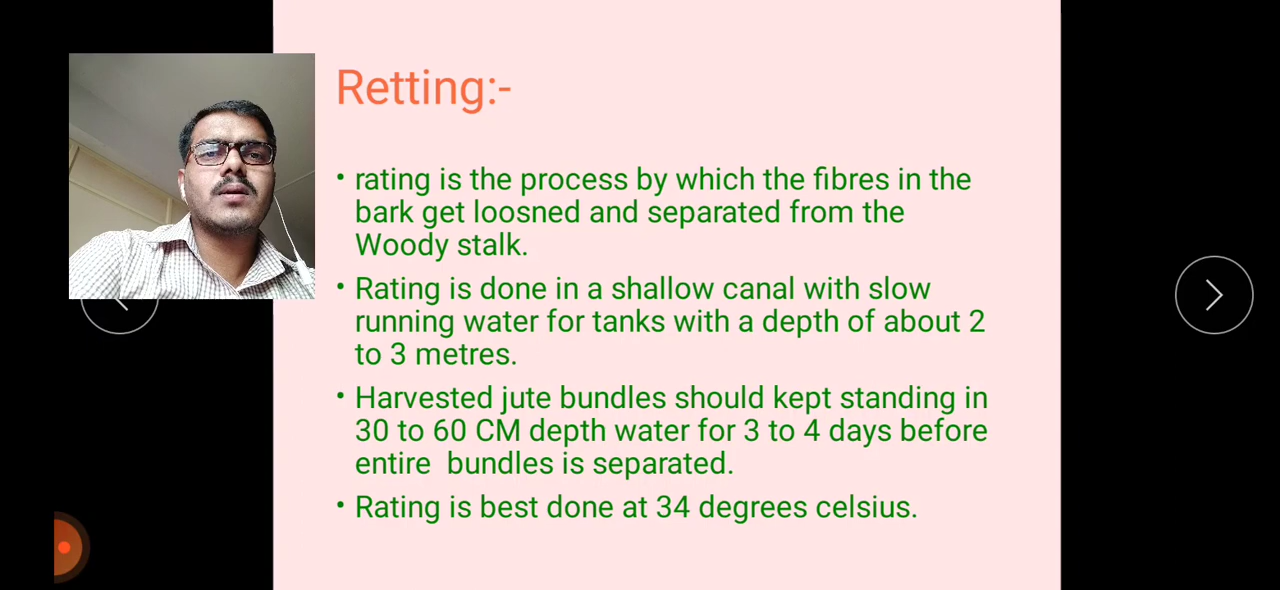 Retting:-
• rating is the process by which the fibres in the
bark get loosned and separated from the
Woody stalk.
• Rating is done in a shallow canal with slow
running water for tanks with a depth of about 2
to 3 metres.
• Harvested jute bundles should kept standing in
30 to 60 CM depth water for 3 to 4 days before
entire  bundles is separated.
• Rating is best done at 34 degrees celsius.